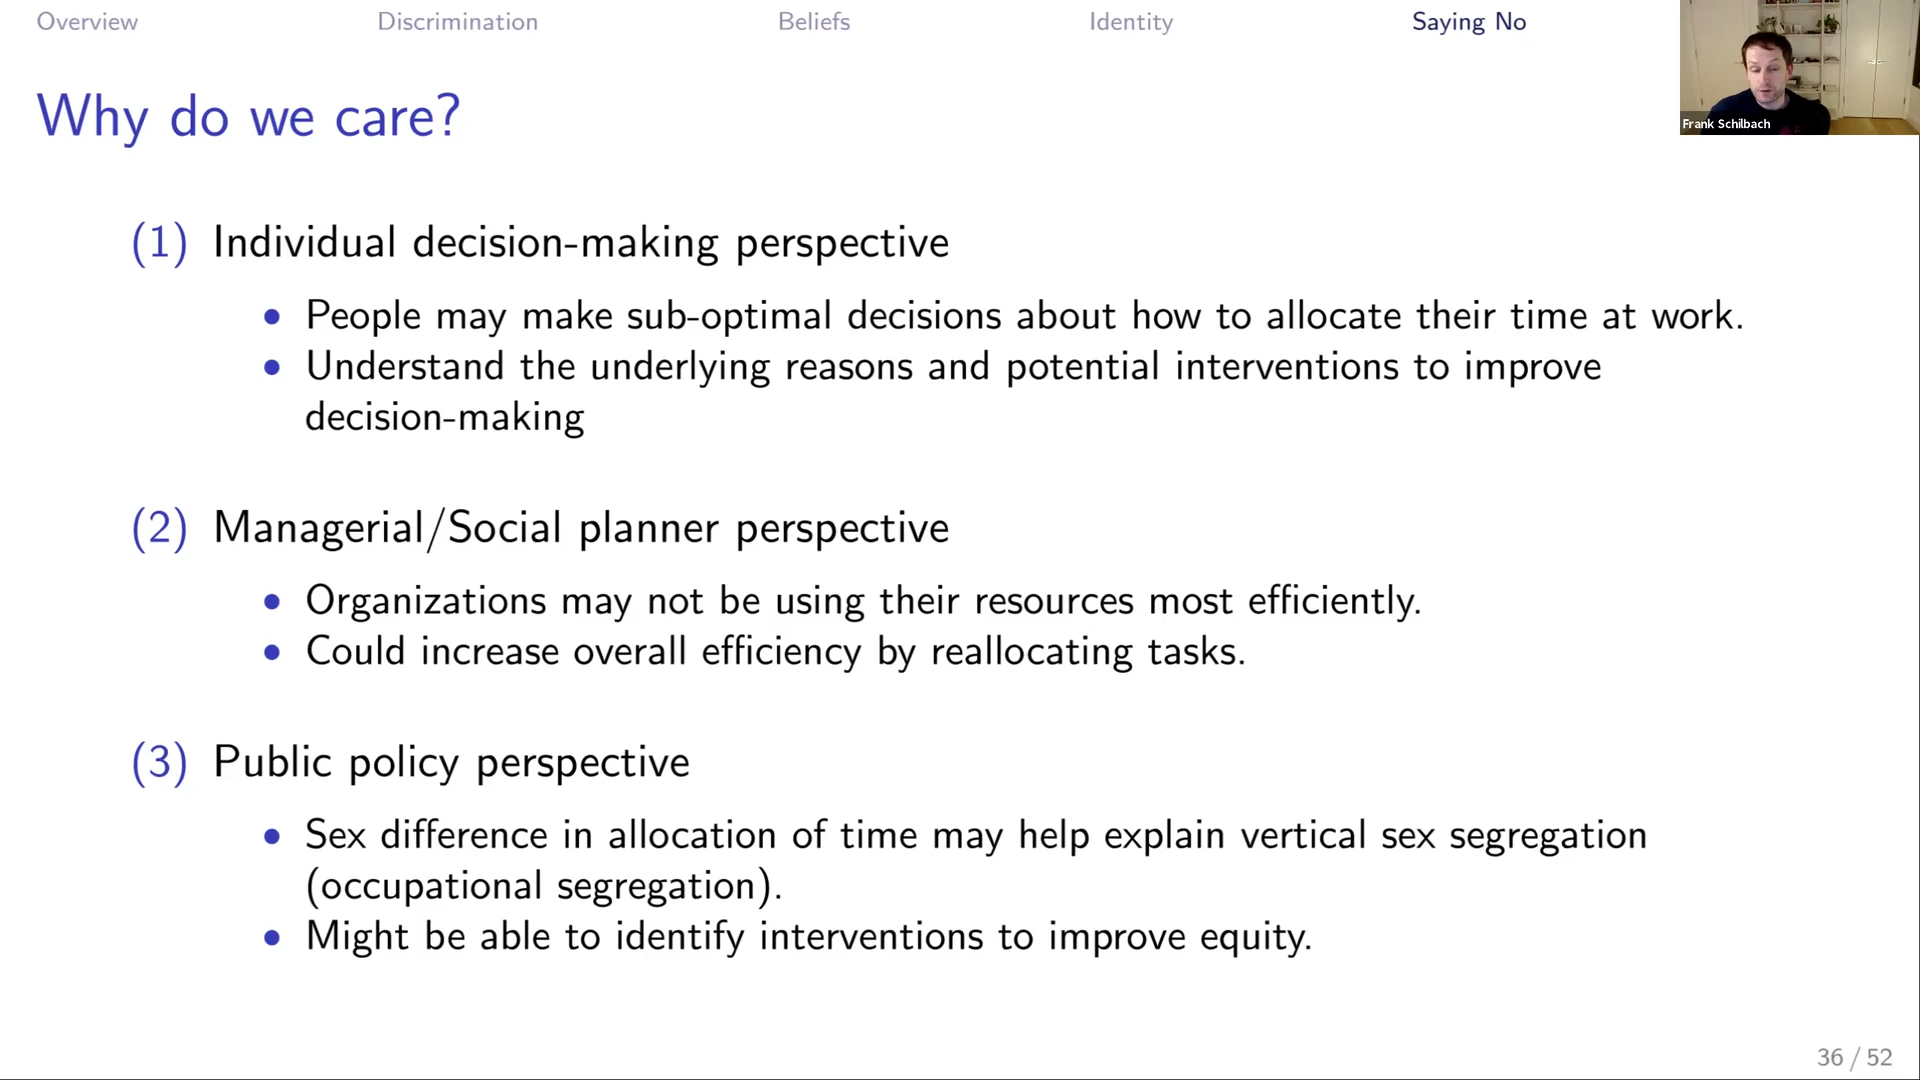 Overview Discrimination Beliefs Identity Saying No
Frank Schilbach
Why do we care?
(1) Individual decision-making perspective
• People may make sub-optimal decisions about how to allocate their time at work.
• Understand the underlying reasons and potential interventions to improve
decision-making
(2) Managerial/Social planner perspective
• Organizations may not be using their resources most efficiently.
• Could increase overall efficiency by reallocating tasks.
(3) Public policy perspective
• Sex difference in allocation of time may help explain vertical sex segregation
(occupational segregation).
• Might be able to identify interventions to improve equity.
36 / 52